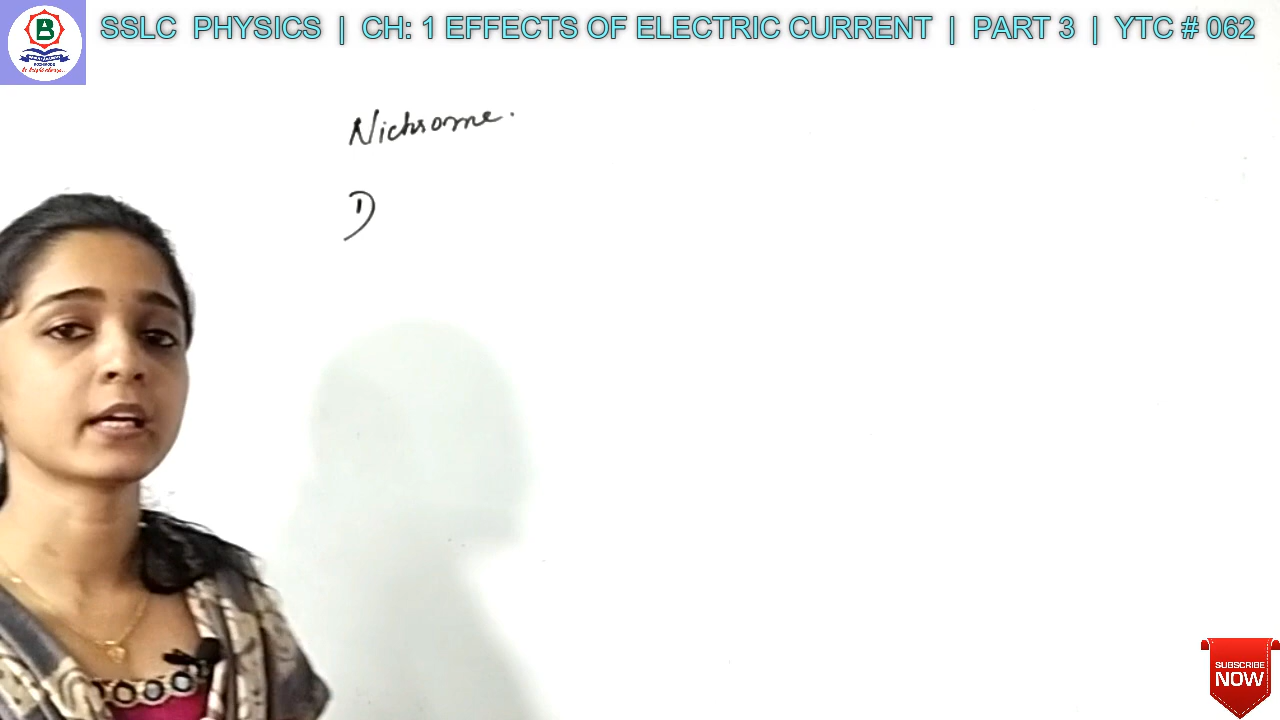 SSLC PHYSICS | CH: 1 EFFECTS OF ELECTRIC CURRENT | PART 3 | YTC # 062
B
Nichrome.
1)
SUBSCRIBE
NOW